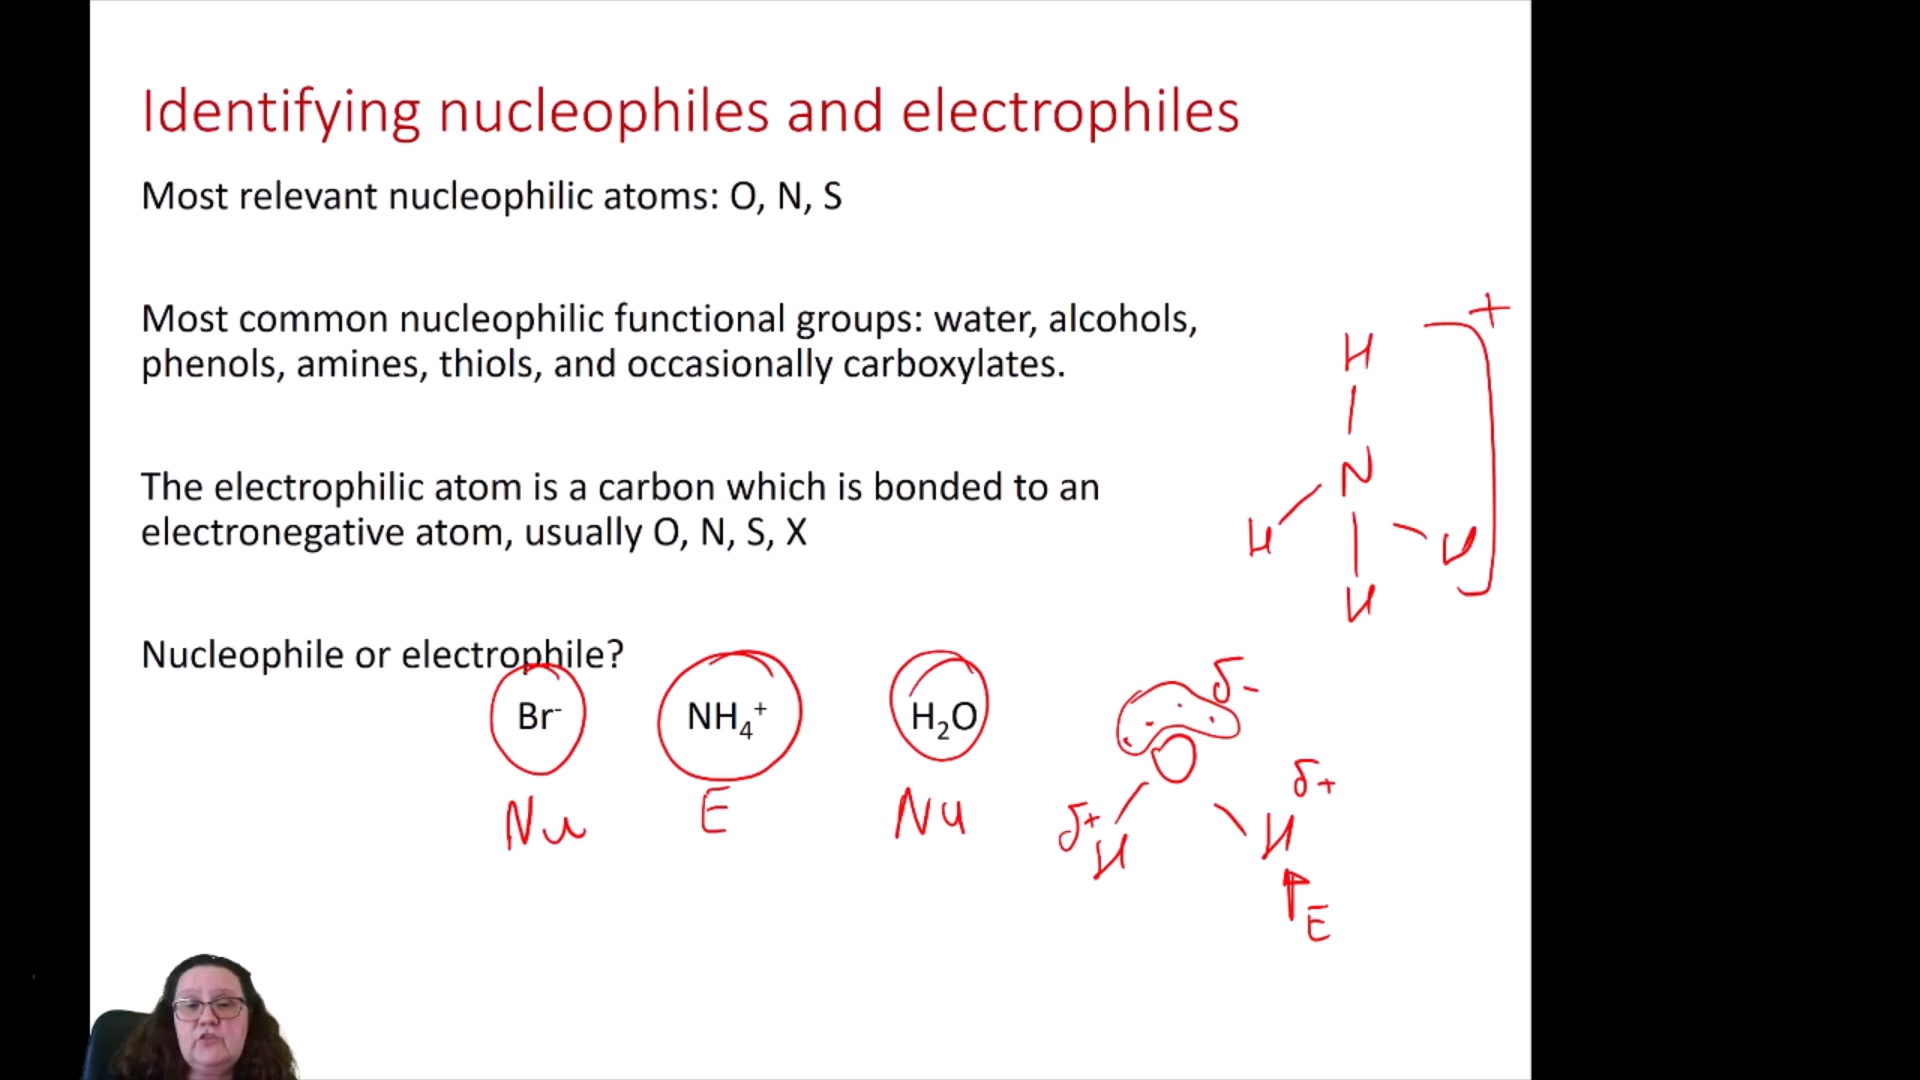 Identifying nucleophiles and electrophiles
Most relevant nucleophilic atoms: O, N, S
Most common nucleophilic functional groups: water, alcohols,
phenols, amines, thiols, and occasionally carboxylates.
The electrophilic atom is a carbon which is bonded to an
electronegative atom, usually O, N, S, X
Nucleophile or electrophile?
Br⁻ NH₄⁺ H₂O
Nu E Nu
+
H
N
H H
H
δ-
O
δ+ δ+
H H
E